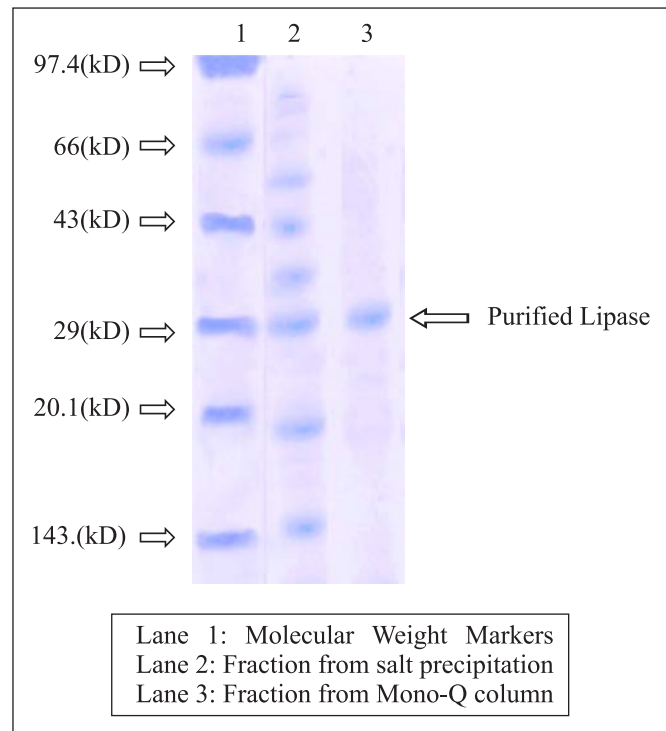 1 2 3
97.4(kD)
66(kD)
43(kD)
29(kD)
Purified Lipase
20.1(kD)
143.(kD)
Lane 1: Molecular Weight Markers
Lane 2: Fraction from salt precipitation
Lane 3: Fraction from Mono-Q column